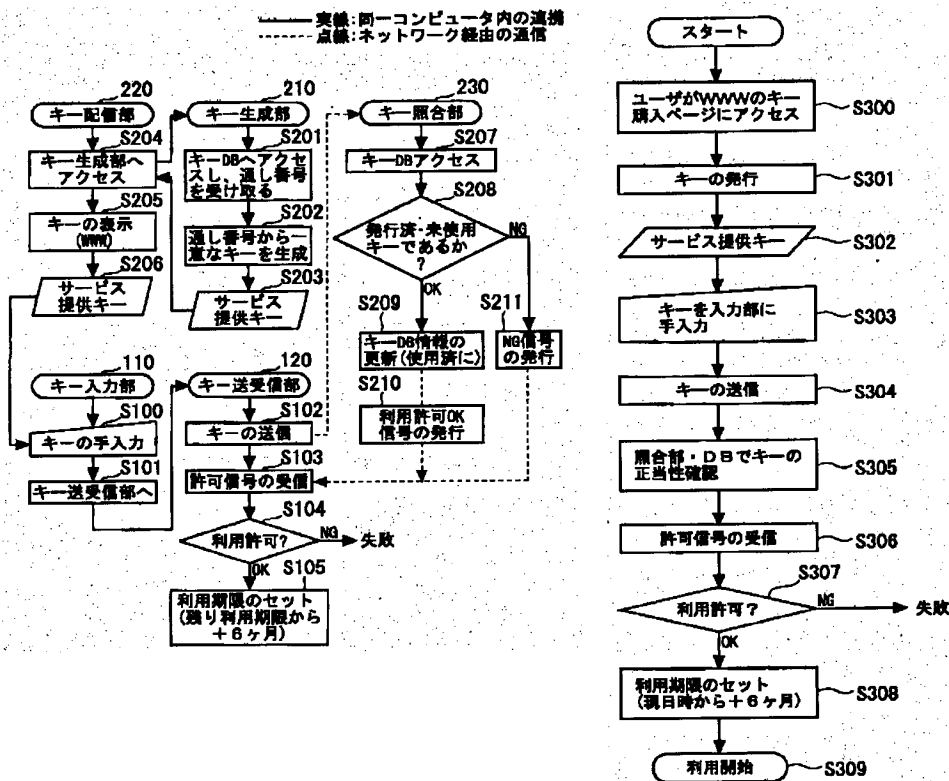 実線:同一コンピュータ内の連携
点線:ネットワーク経由の通信
220
キー配信部
S204
キー生成部へ
アクセス
S205
キーの表示
(WWW)
S206
サービス
提供キー
210
キー生成部
S201
キーDBへアクセ
スし、通し番号
を受け取る
S202
通し番号から一
意なキーを生成
S203
サービス
提供キー
230
キー照合部
S207
キーDBアクセス
S208
発行済・未使用
キーであるか
?
NG
OK
S209
キーDB情報の
更新(使用済に)
S211
NG信号
の発行
S210
利用許可OK
信号の発行
110
キー入力部
S100
キーの手入力
S101
キー送受信部へ
120
キー送受信部
S102
キーの送信
S103
許可信号の受信
S104
利用許可?
NG
失敗
OK
S105
利用期限のセット
(残り利用期限から
+6ヶ月)
スタート
ユーザがWWWのキー
購入ページにアクセス
S300
キーの発行
S301
サービス提供キー
S302
キーを入力部に
手入力
S303
キーの送信
S304
照合部・DBでキーの
正当性確認
S305
許可信号の受信
S306
S307
利用許可?
NG
失敗
OK
利用期限のセット
(現日時から+6ヶ月)
S308
利用開始
S309